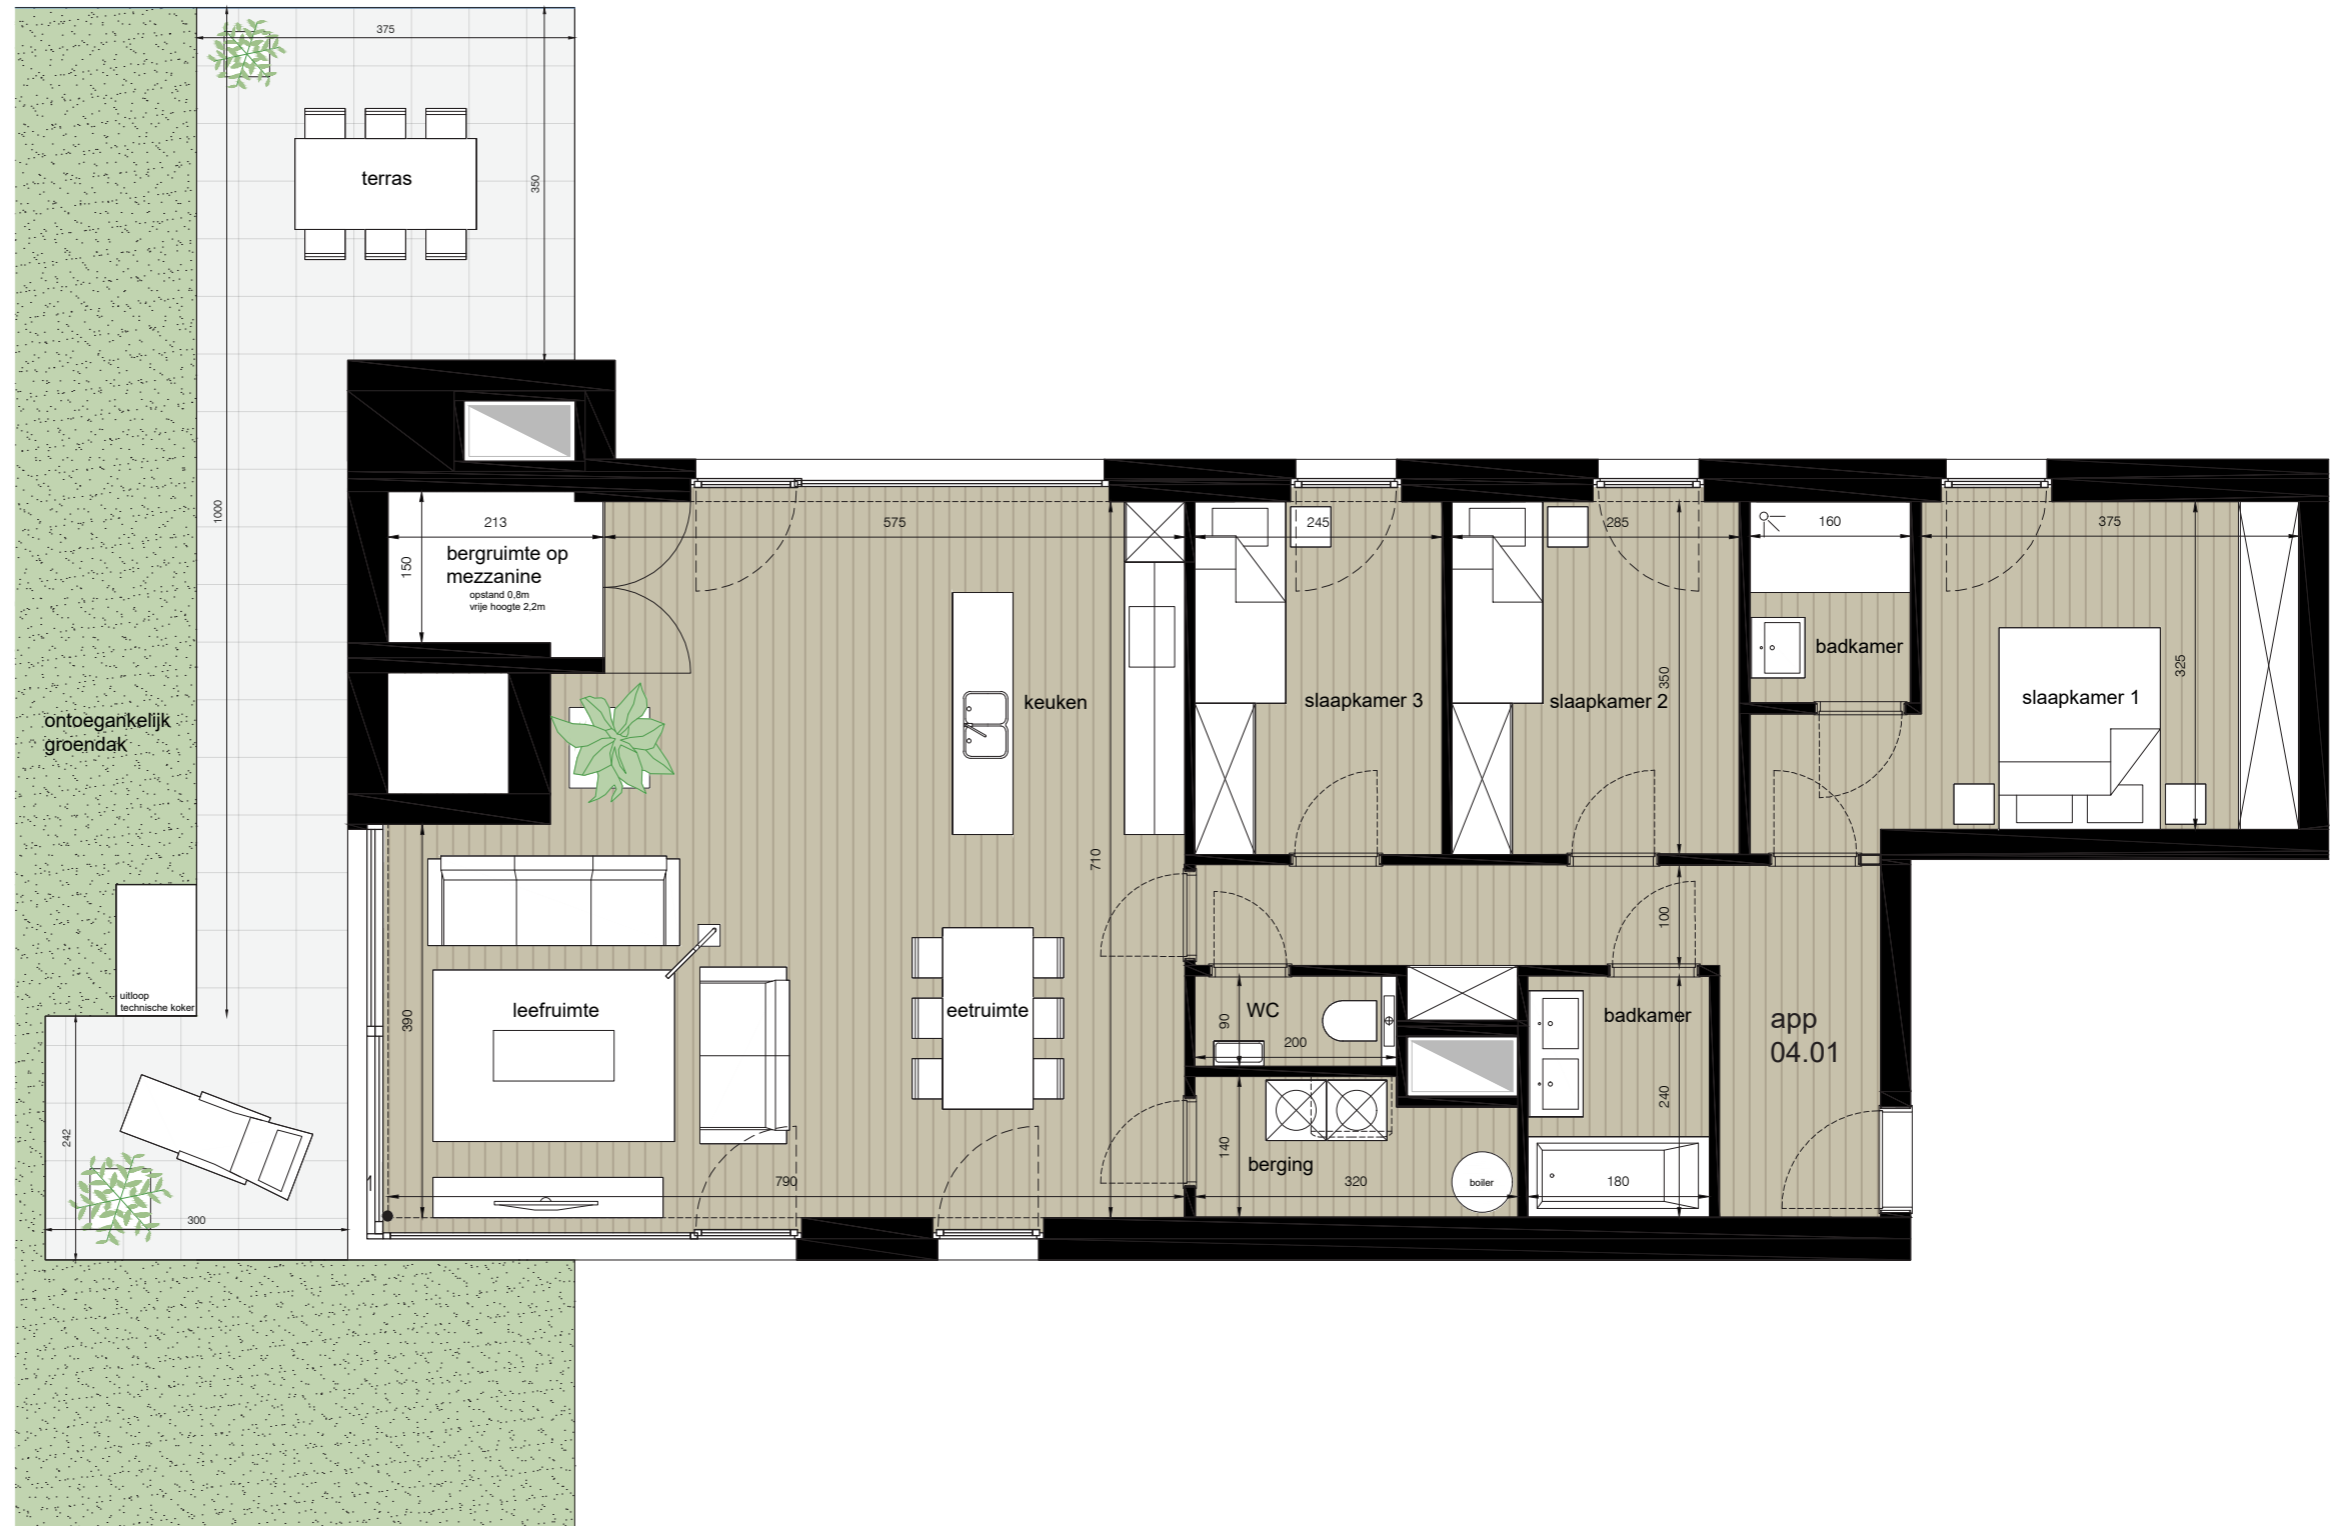 375
terras
350
1000
213
575
245
285
160
375
bergruimte op
mezzanine
opstand 0,8m
vrije hoogte 2,2m
150
badkamer
325
350
keuken
slaapkamer 3
slaapkamer 2
slaapkamer 1
ontoegankelijk
groendak
710
100
uitloop
technische koker
390
leefruimte
eetruimte
WC
90
200
badkamer
app
04.01
242
140
240
berging
790
320
boiler
180
300